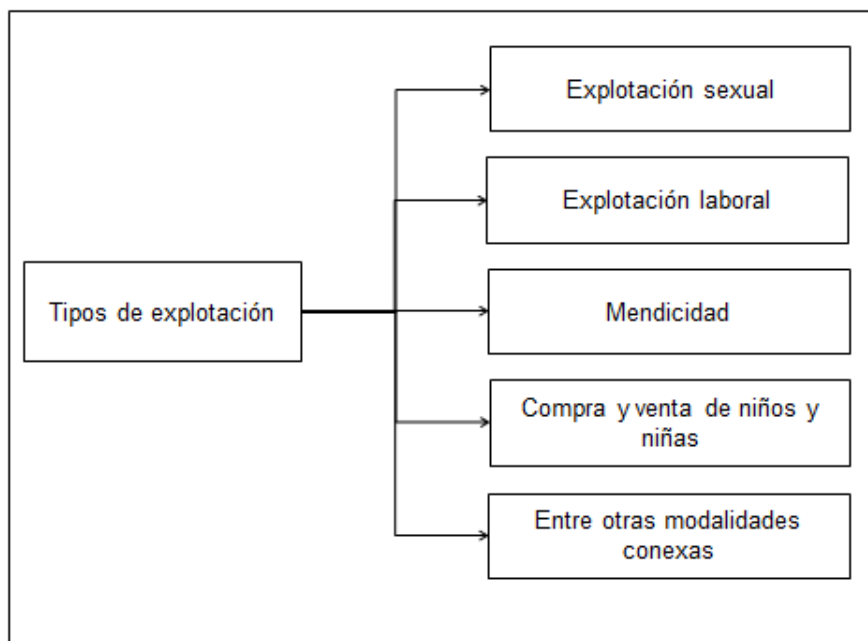 Explotación sexual
Explotación laboral
Tipos de explotación
Mendicidad
Compra y venta de niños y
niñas
Entre otras modalidades
conexas